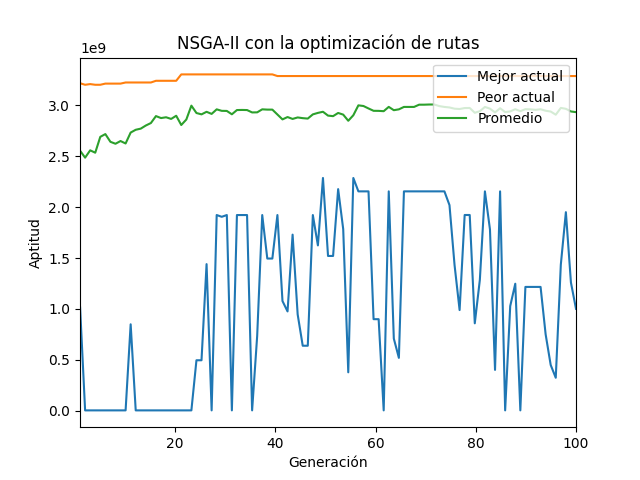 NSGA-II con la optimización de rutas
1e9
Mejor actual
Peor actual
Promedio
3.0
2.5
2.0
1.5
1.0
0.5
0.0
Aptitud
20
40
60
80
100
Generación